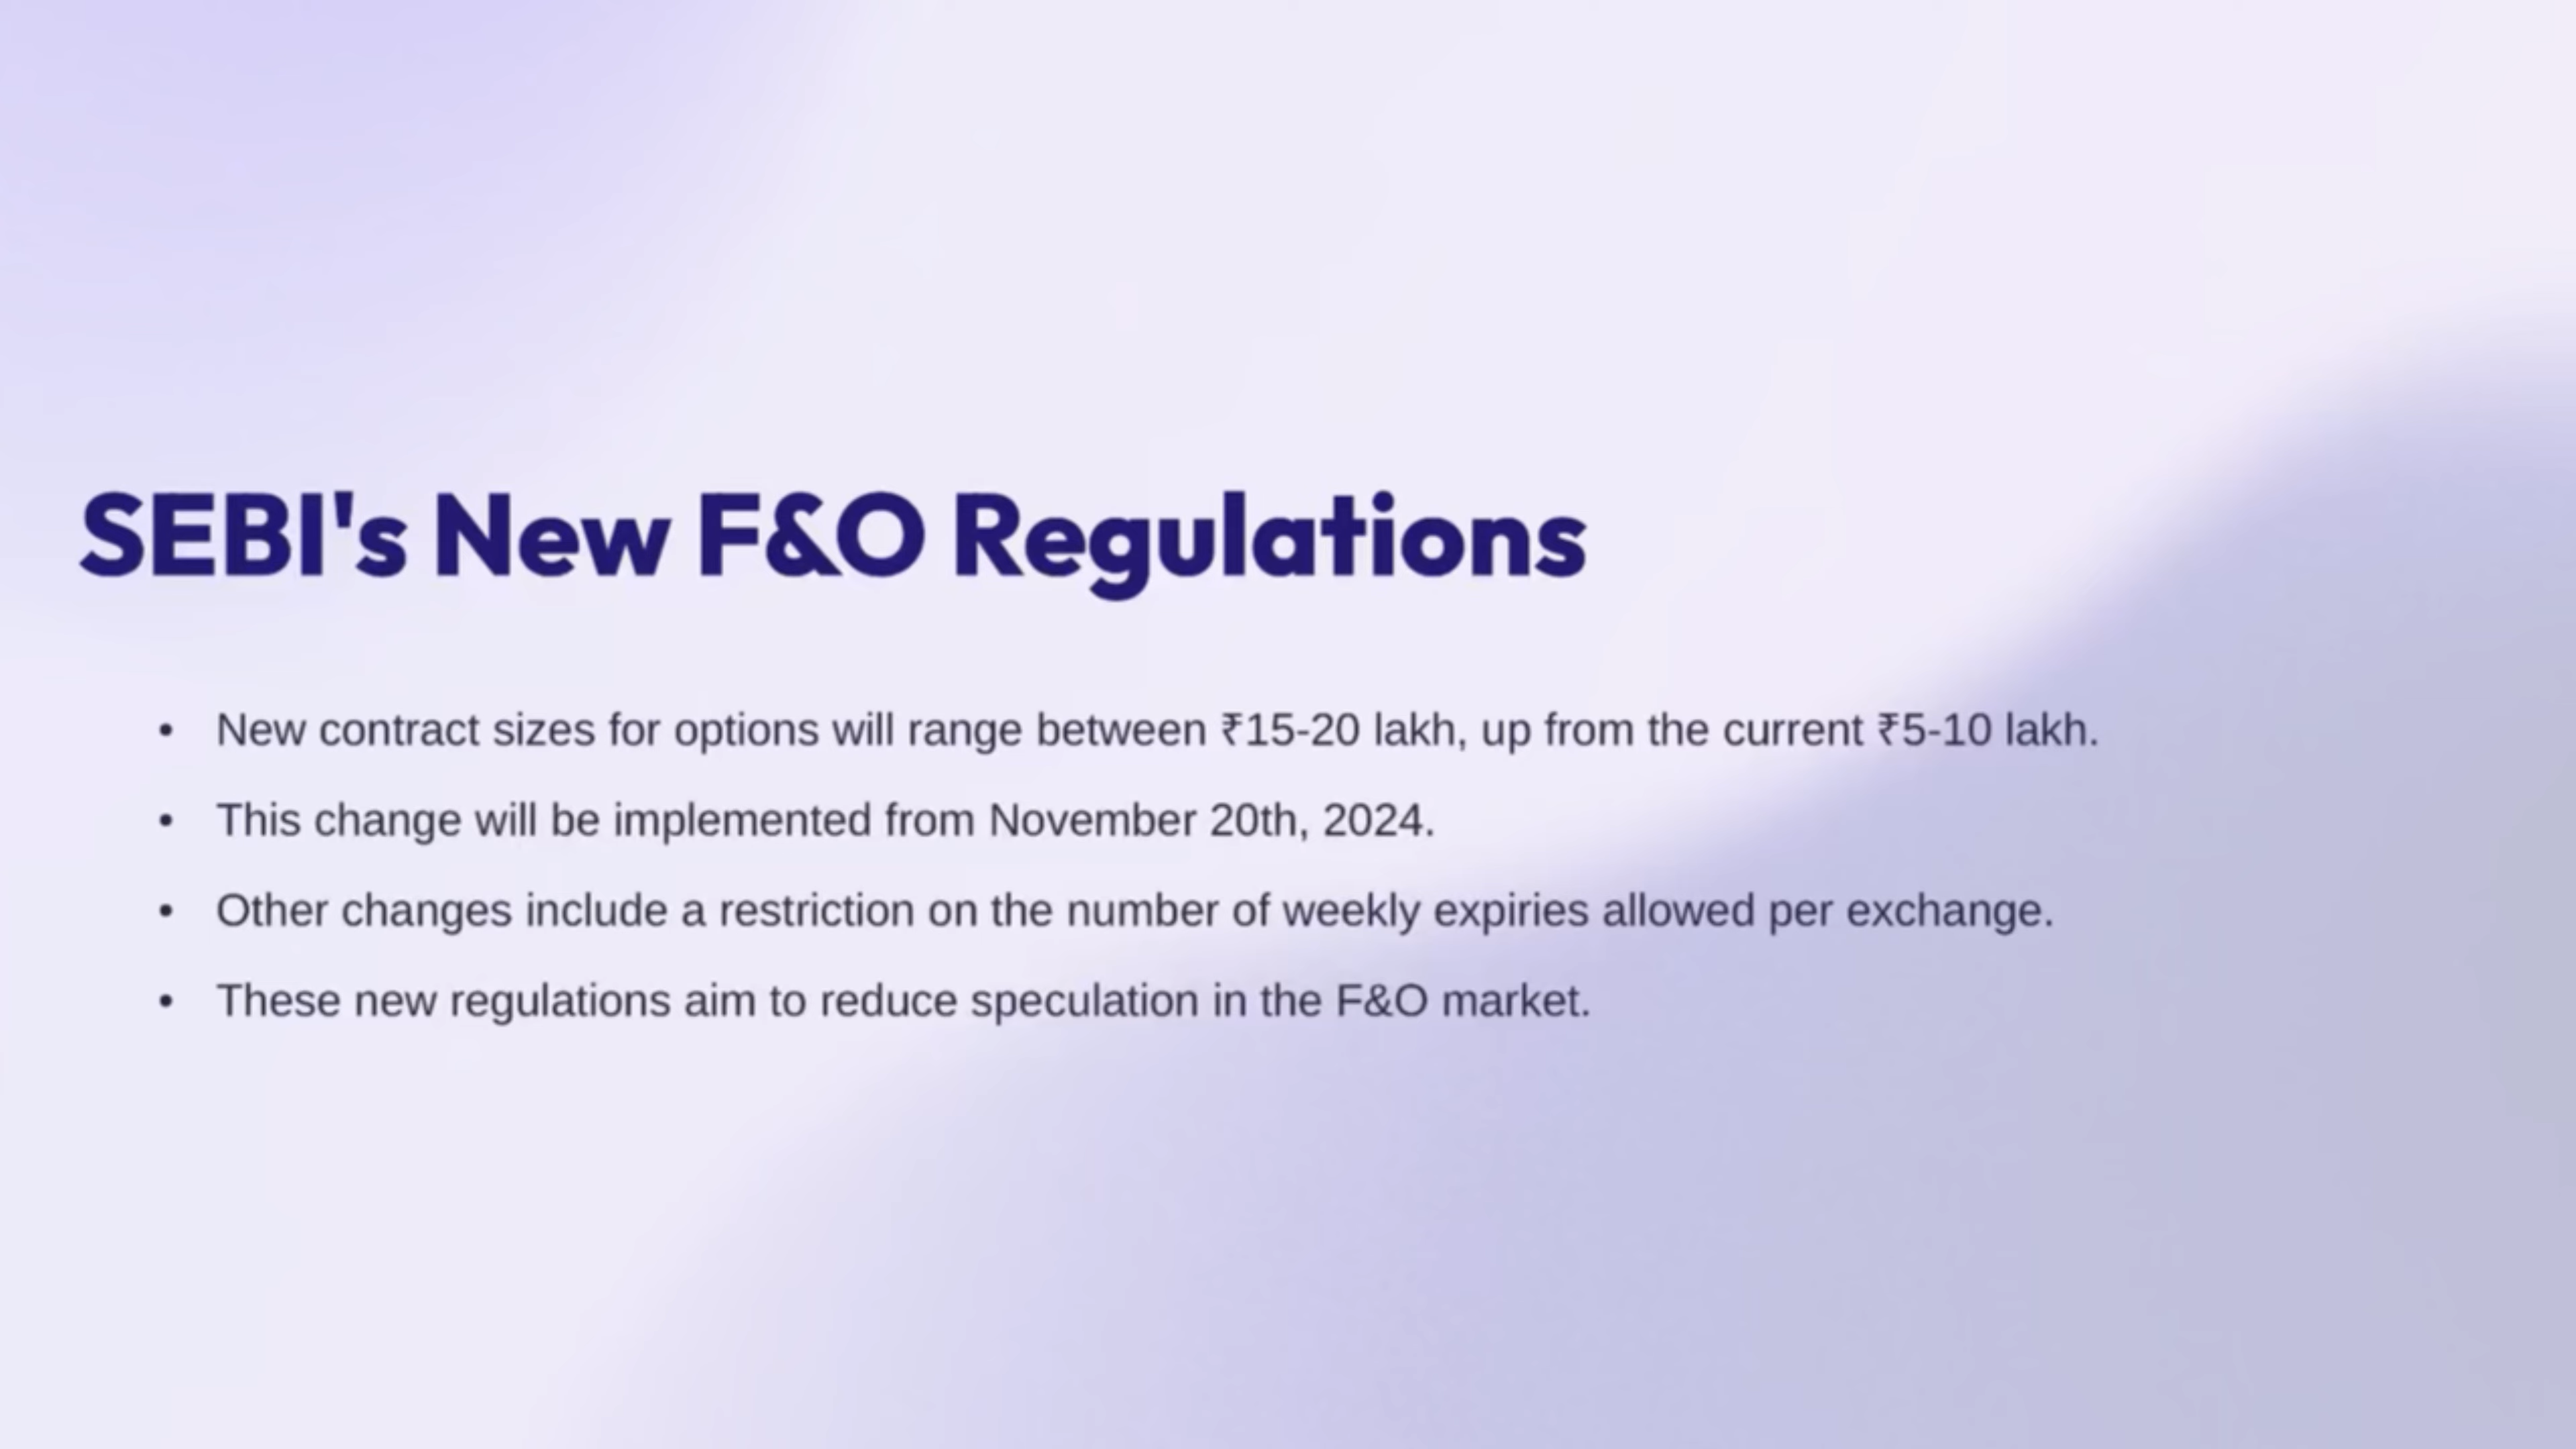 SEBI's New F&O Regulations
• New contract sizes for options will range between ₹15-20 lakh, up from the current ₹5-10 lakh.
• This change will be implemented from November 20th, 2024.
• Other changes include a restriction on the number of weekly expiries allowed per exchange.
• These new regulations aim to reduce speculation in the F&O market.